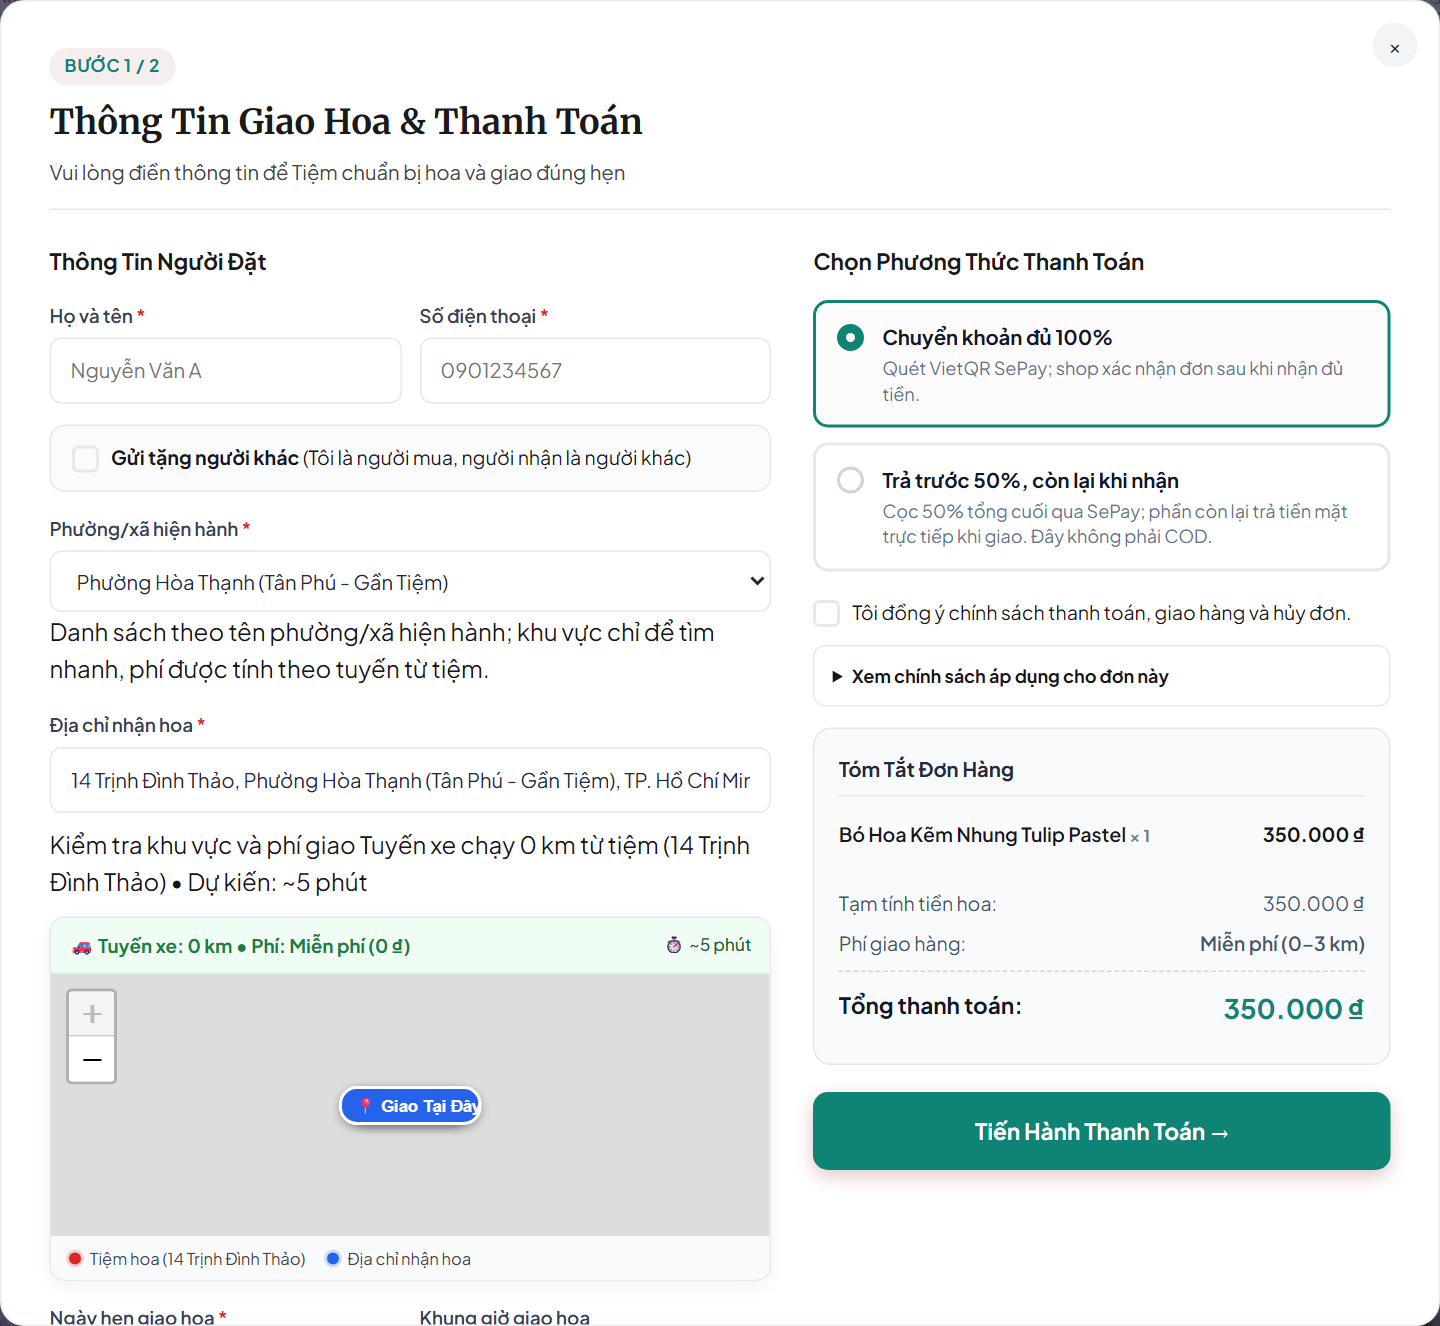 BƯỚC 1 / 2
×
Thông Tin Giao Hoa & Thanh Toán
Vui lòng điền thông tin để Tiệm chuẩn bị hoa và giao đúng hẹn
Thông Tin Người Đặt
Họ và tên *
Số điện thoại *
Nguyễn Văn A
0901234567
Gửi tặng người khác (Tôi là người mua, người nhận là người khác)
Phường/xã hiện hành *
Phường Hòa Thạnh (Tân Phú - Gần Tiệm)
Danh sách theo tên phường/xã hiện hành; khu vực chỉ để tìm
nhanh, phí được tính theo tuyến từ tiệm.
Địa chỉ nhận hoa *
14 Trịnh Đình Thảo, Phường Hòa Thạnh (Tân Phú - Gần Tiệm), TP. Hồ Chí Mir
Kiểm tra khu vực và phí giao Tuyến xe chạy 0 km từ tiệm (14 Trịnh
Đình Thảo) • Dự kiến: ~5 phút
Tuyến xe: 0 km • Phí: Miễn phí (0 ₫)
~5 phút
+
−
Giao Tại Đây
Tiệm hoa (14 Trịnh Đình Thảo)
Địa chỉ nhận hoa
Ngày hẹn giao hoa *
Khung giờ giao hoa
Chọn Phương Thức Thanh Toán
Chuyển khoản đủ 100%
Quét VietQR SePay; shop xác nhận đơn sau khi nhận đủ
tiền.
Trả trước 50%, còn lại khi nhận
Cọc 50% tổng cuối qua SePay; phần còn lại trả tiền mặt
trực tiếp khi giao. Đây không phải COD.
Tôi đồng ý chính sách thanh toán, giao hàng và hủy đơn.
Xem chính sách áp dụng cho đơn này
Tóm Tắt Đơn Hàng
Bó Hoa Kẽm Nhung Tulip Pastel × 1
350.000 ₫
Tạm tính tiền hoa:
350.000 ₫
Phí giao hàng:
Miễn phí (0–3 km)
Tổng thanh toán:
350.000 ₫
Tiến Hành Thanh Toán →